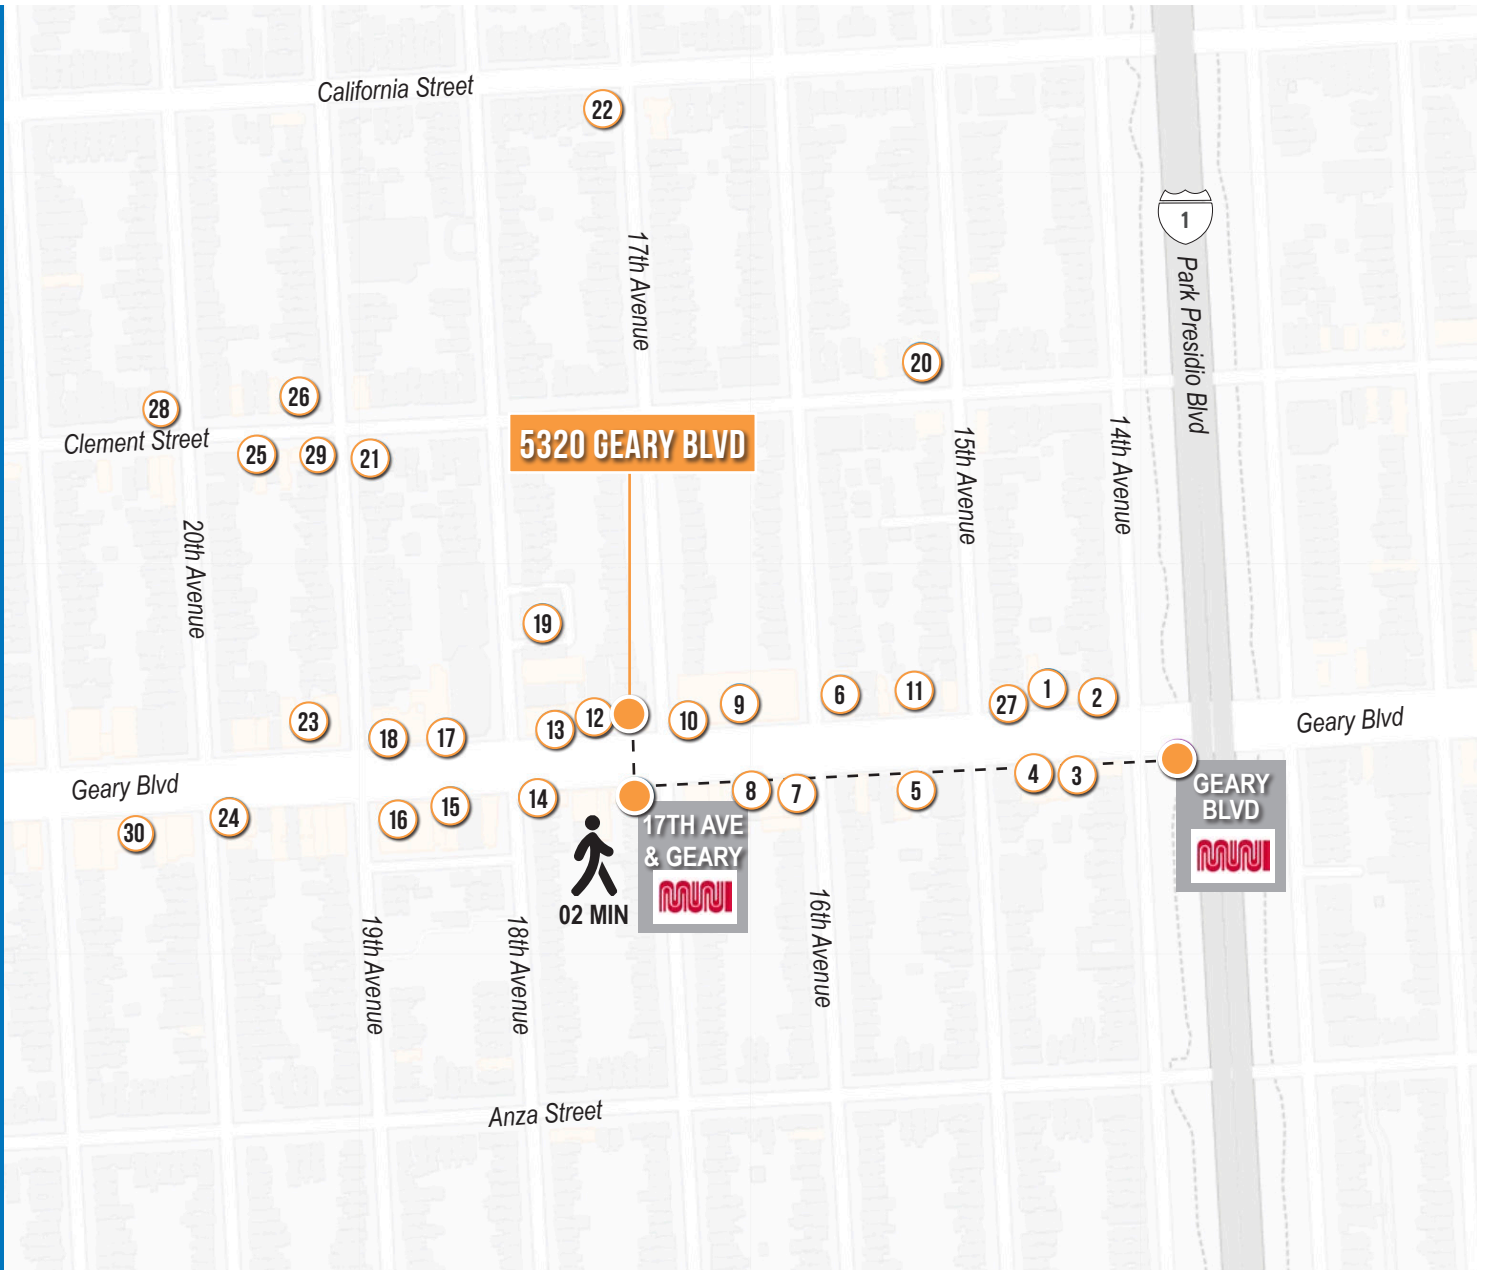 California Street
22
1
17th Avenue
Park Presidio Blvd
20
28
26
Clement Street
25
29
21
5320 GEARY BLVD
15th Avenue
14th Avenue
20th Avenue
19
23
18
17
13
12
10
9
6
11
27
1
2
Geary Blvd
Geary Blvd
30
24
16
15
14
8
7
5
4
3
GEARY
BLVD
MUNI
17TH AVE
& GEARY
MUNI
02 MIN
19th Avenue
18th Avenue
16th Avenue
Anza Street